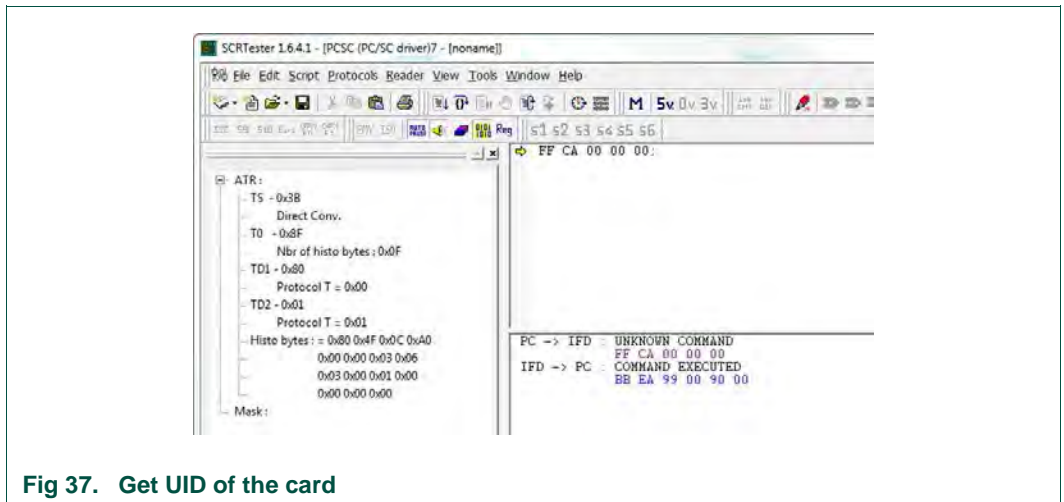 SCRTester 1.6.4.1 - [PCSC (PC/SC driver)7 - [noname]]
File Edit Script Protocols Reader View Tools Window Help
M 5v 0v 3v
EMV ISO Req s1 s2 s3 s4 s5 s6
FF CA 00 00 00;
ATR:
TS - 0x3B
Direct Conv.
T0 - 0x8F
Nbr of histo bytes : 0x0F
TD1 - 0x80
Protocol T = 0x00
TD2 - 0x01
Protocol T = 0x01
Histo bytes : = 0x80 0x4F 0x0C 0xA0
0x00 0x00 0x03 0x06
0x03 0x00 0x01 0x00
0x00 0x00 0x00
Mask:
PC -> IFD : UNKNOWN COMMAND
FF CA 00 00 00
IFD -> PC : COMMAND EXECUTED
BB EA 99 00 90 00
Fig 37. Get UID of the card